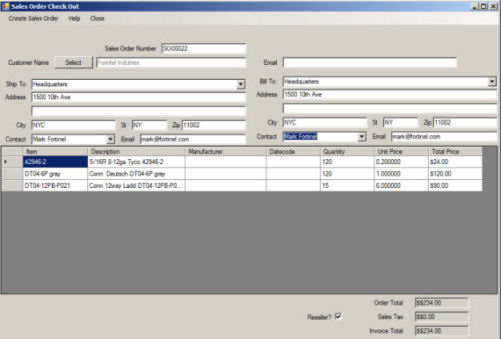 Sales Order Check Out
Create Sales Order Help Close
Sales Order Number SO00022
Customer Name Select Forintel Industries Email
Ship To: Headquarters
Bill To: Headquarters
Address 1500 10th Ave
Address 1500 10th Ave
City NYC St NY Zip 11002
City NYC St NY Zip 11002
Contact Mark Fortinel Email mark@fortinel.com
Contact Mark Fortinel Email mark@fortinel.com
Item Description Manufacturer Datecode Quantity Unit Price Total Price
42946-2 5/16R 8-12ga Tyco 42946-2 120 0.200000 $24.00
DT04-6P gray Conn Deutsch DT04-6P gray 120 1.000000 $120.00
DT04-12PB-P021 Conn 12way Ladd DT04-12PB-P0... 15 6.000000 $90.00
Order Total $$234.00
Reseller? Sales Tax $$0.00
Invoice Total $$234.00